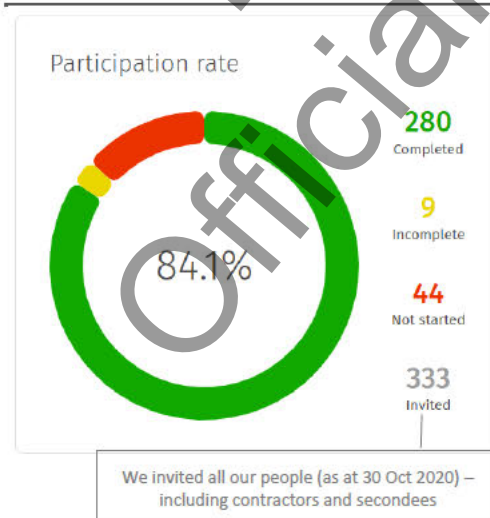 Participation rate
280
Completed
9
Incomplete
84.1%
44
Not started
333
Invited
We invited all our people (as at 30 Oct 2020) –
including contractors and secondees
Official